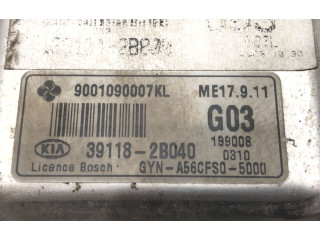 9001090007KL ME17.9.11
G03
199008
KIA 39118-2B040 0310
Licence Bosch GYN-A56CFS0-5000